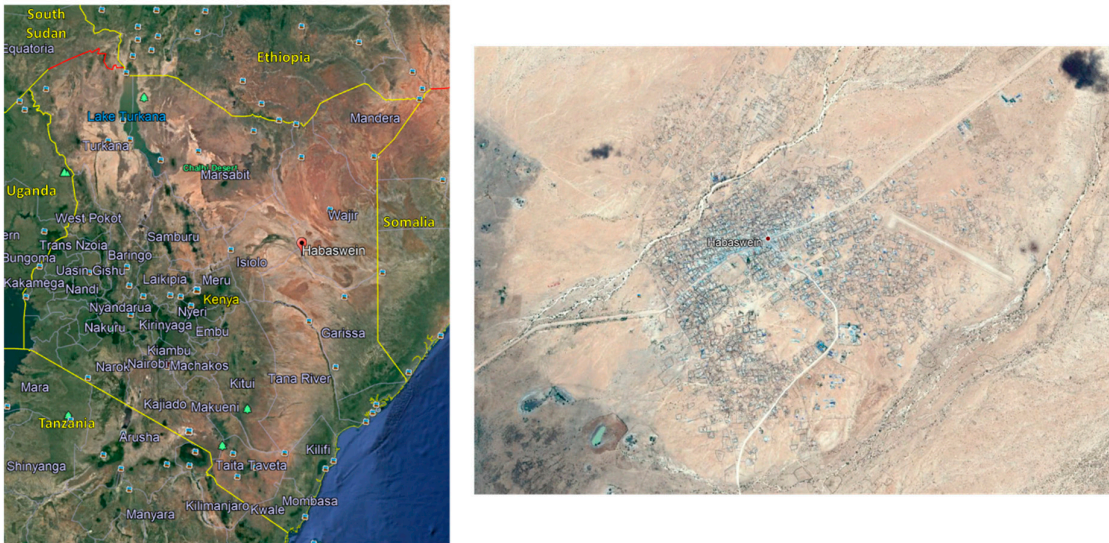 South
Sudan
Equatoria
Ethiopia
Mandera
Lake Turkana
Turkana
Chalbi Desert
Marsabit
Uganda
Wajir
Somalia
West Pokot
Samburu
Habaswein
ern
Trans Nzoia
Bungoma
Baringo
Isiolo
Uasin Gishu
Kakamega
Laikipia
Meru
Nandi
Kenya
Nyandarua
Nyeri
Nakuru
Kirinyaga
Embu
Garissa
Kiambu
Narok
Nairobi
Machakos
Mara
Kitui
Tana River
Kajiado
Makueni
Tanzania
Arusha
Kilifi
Shinyanga
Taita Taveta
Manyara
Kilimanjaro
Kwale
Mombasa
Habaswein